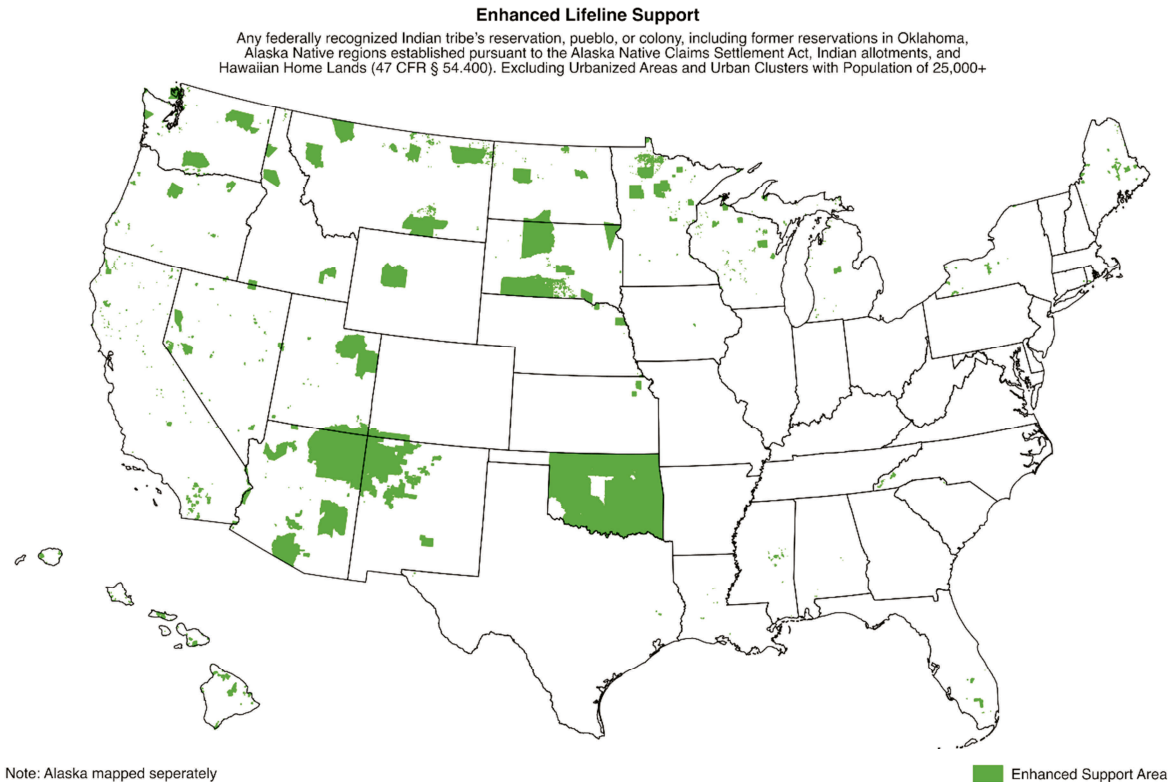 Enhanced Lifeline Support
Any federally recognized Indian tribe's reservation, pueblo, or colony, including former reservations in Oklahoma,
Alaska Native regions established pursuant to the Alaska Native Claims Settlement Act, Indian allotments, and
Hawaiian Home Lands (47 CFR § 54.400). Excluding Urbanized Areas and Urban Clusters with Population of 25,000+
Note: Alaska mapped seperately
Enhanced Support Area